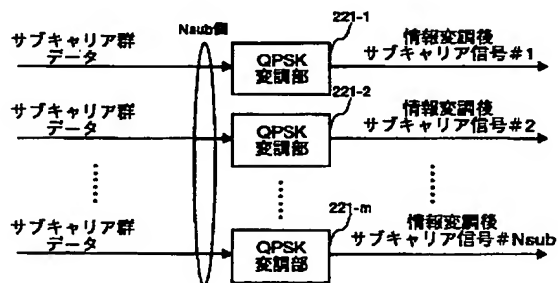 サブキャリア群
データ
Nsub個
221-1
QPSK
変調部
情報変調後
サブキャリア信号#1
サブキャリア群
データ
221-2
QPSK
変調部
情報変調後
サブキャリア信号#2
サブキャリア群
データ
221-m
QPSK
変調部
情報変調後
サブキャリア信号#Nsub